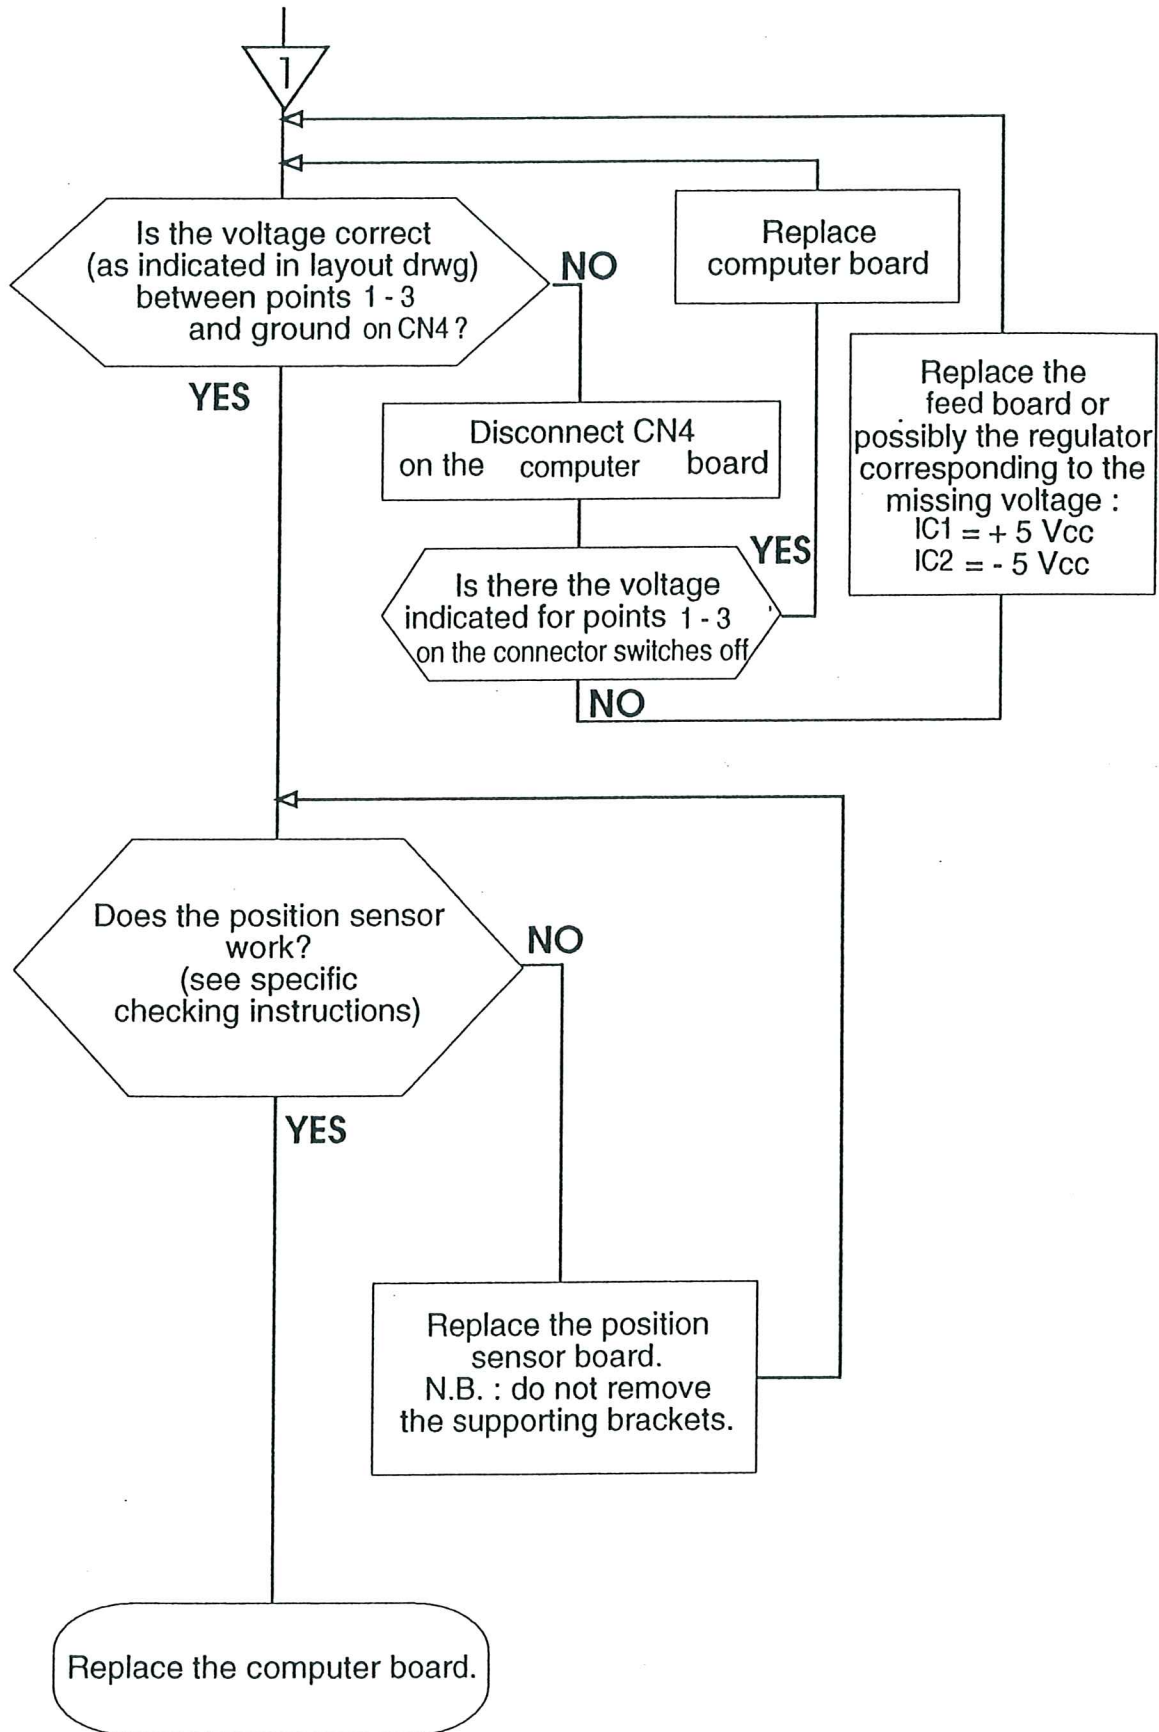 1
Is the voltage correct
(as indicated in layout drwg)
between points 1 - 3
and ground on CN4 ?
NO
YES
Replace
computer board
Disconnect CN4
on the computer board
Replace the
feed board or
possibly the regulator
corresponding to the
missing voltage :
IC1 = + 5 Vcc
IC2 = - 5 Vcc
Is there the voltage
indicated for points 1 - 3
on the connector switches off
YES
NO
Does the position sensor
work?
(see specific
checking instructions)
NO
YES
Replace the position
sensor board.
N.B. : do not remove
the supporting brackets.
Replace the computer board.